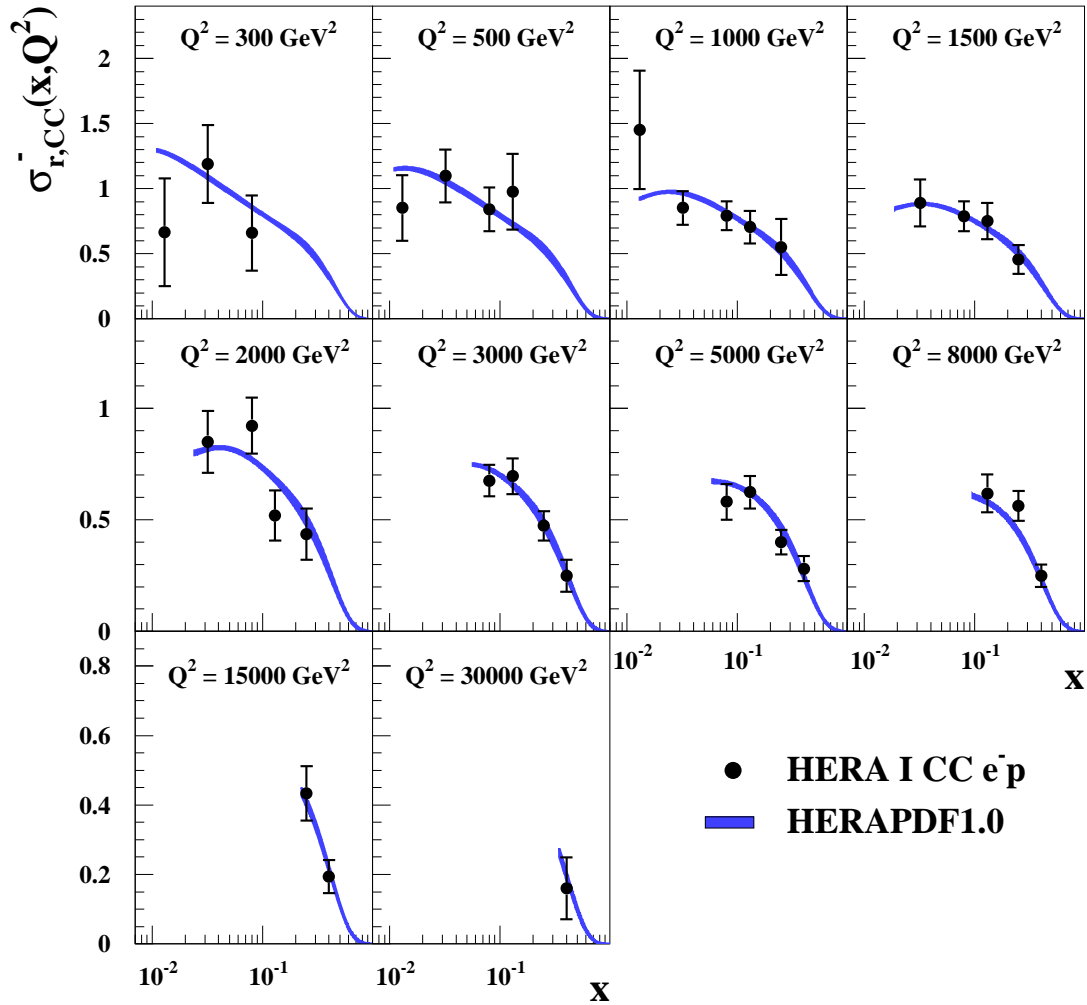 σ⁻r,CC(x,Q²)
Q² = 300 GeV²
Q² = 500 GeV²
Q² = 1000 GeV²
Q² = 1500 GeV²
2
1.5
1
0.5
0
Q² = 2000 GeV²
Q² = 3000 GeV²
Q² = 5000 GeV²
Q² = 8000 GeV²
1
0.5
0
10⁻² 10⁻¹
10⁻² 10⁻¹
x
Q² = 15000 GeV²
Q² = 30000 GeV²
0.8
0.6
0.4
0.2
0
10⁻² 10⁻¹
10⁻² 10⁻¹
x
HERA I CC e⁻p
HERAPDF1.0